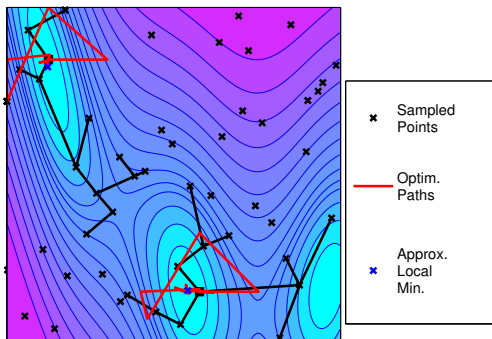 Sampled
Points
Optim.
Paths
Approx.
Local
Min.